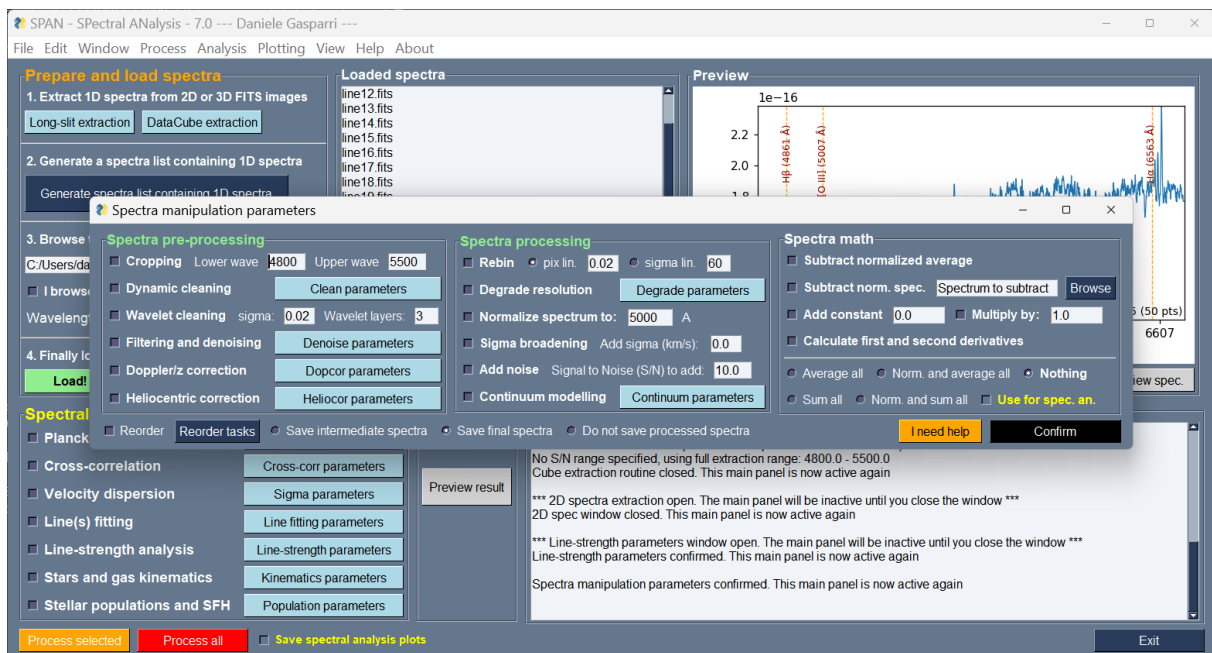 SPAN - SPectral ANalysis - 7.0 --- Daniele Gasparri ---
File Edit Window Process Analysis Plotting View Help About
Prepare and load spectra
1. Extract 1D spectra from 2D or 3D FITS images
Long-slit extraction DataCube extraction
2. Generate a spectra list containing 1D spectra
Generate spectra list containing 1D spectra
3. Browse
C:/Users/da
I brows
Waveleng
4. Finally lo
Load!
Loaded spectra
line12.fits
line13.fits
line14.fits
line15.fits
line16.fits
line17.fits
line18.fits
Preview
1e−16
2.2
2.0
1.8
Hβ (4861 Å)
[O III] (5007 Å)
Hα (6563 Å)
(50 pts)
6607
ew spec.
Spectra manipulation parameters
Spectra pre-processing
Cropping Lower wave 4800 Upper wave 5500
Dynamic cleaning Clean parameters
Wavelet cleaning sigma: 0.02 Wavelet layers: 3
Filtering and denoising Denoise parameters
Doppler/z correction Dopcor parameters
Heliocentric correction Heliocor parameters
Spectra processing
Rebin pix lin. 0.02 sigma lin. 60
Degrade resolution Degrade parameters
Normalize spectrum to: 5000 A
Sigma broadening Add sigma (km/s): 0.0
Add noise Signal to Noise (S/N) to add: 10.0
Continuum modelling Continuum parameters
Spectra math
Subtract normalized average
Subtract norm. spec. Spectrum to subtract Browse
Add constant 0.0 Multiply by: 1.0
Calculate first and second derivatives
Average all Norm. and average all Nothing
Sum all Norm. and sum all Use for spec. an.
Reorder Reorder tasks Save intermediate spectra Save final spectra Do not save processed spectra I need help Confirm
Spectral
Planck
Cross-correlation Cross-corr parameters
Velocity dispersion Sigma parameters
Line(s) fitting Line fitting parameters
Line-strength analysis Line-strength parameters
Stars and gas kinematics Kinematics parameters
Stellar populations and SFH Population parameters
Preview result
No S/N range specified, using full extraction range: 4800.0 - 5500.0
Cube extraction routine closed. This main panel is now active again
*** 2D spectra extraction open. The main panel will be inactive until you close the window ***
2D spec window closed. This main panel is now active again
*** Line-strength parameters window open. The main panel will be inactive until you close the window ***
Line-strength parameters confirmed. This main panel is now active again
Spectra manipulation parameters confirmed. This main panel is now active again
Process selected Process all Save spectral analysis plots Exit